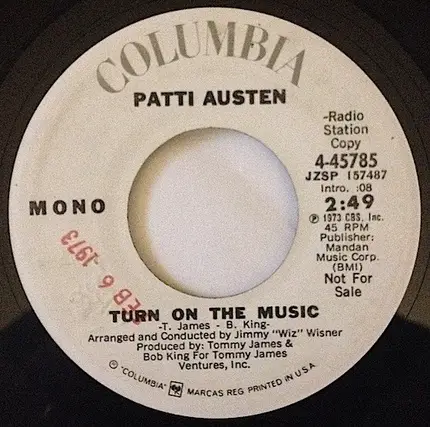 COLUMBIA
PATTI AUSTEN
-Radio
Station
Copy
4-45785
JZSP 157487
Intro. :08
2:49
℗ 1973 CBS, Inc.
45 RPM
Publisher:
Mandan
Music Corp.
(BMI)
Not For
Sale
MONO
FEB 6 1973
TURN ON THE MUSIC
-T. James - B. King-
Arranged and Conducted by Jimmy "Wiz" Wisner
Produced by: Tommy James &
Bob King For Tommy James
Ventures, Inc.
® "COLUMBIA" MARCAS REG. PRINTED IN U.S.A.